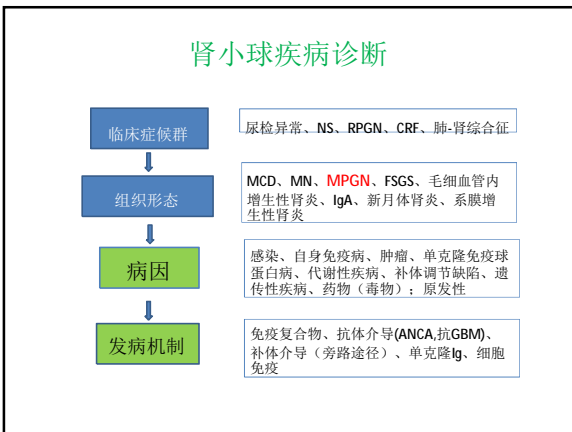 肾小球疾病诊断
临床症候群
尿检异常、NS、RPGN、CRF、肺-肾综合征
组织形态
MCD、MN、MPGN、FSGS、毛细血管内
增生性肾炎、IgA、新月体肾炎、系膜增
生性肾炎
病因
感染、自身免疫病、肿瘤、单克隆免疫球
蛋白病、代谢性疾病、补体调节缺陷、遗
传性疾病、药物（毒物）；原发性
发病机制
免疫复合物、抗体介导(ANCA,抗GBM)、
补体介导（旁路途径）、单克隆Ig、细胞
免疫